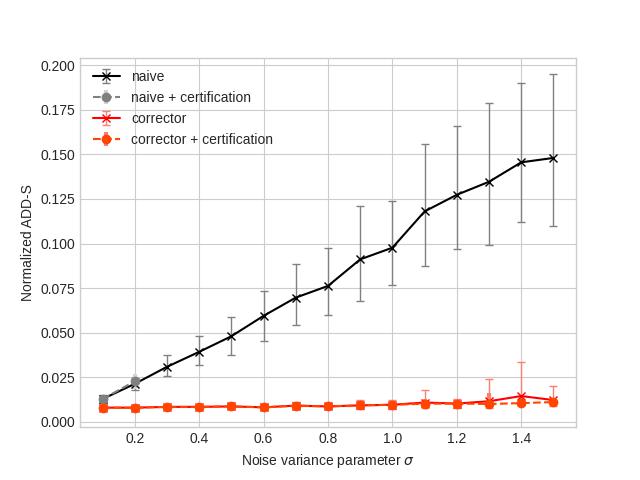 0.200
0.175
0.150
0.125
0.100
0.075
0.050
0.025
0.000
Normalized ADD-S
naive
naive + certification
corrector
corrector + certification
0.2 0.4 0.6 0.8 1.0 1.2 1.4
Noise variance parameter σ